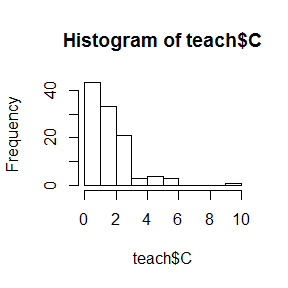 Histogram of teach$C
Frequency
40
20
0
0 2 4 6 8 10
teach$C